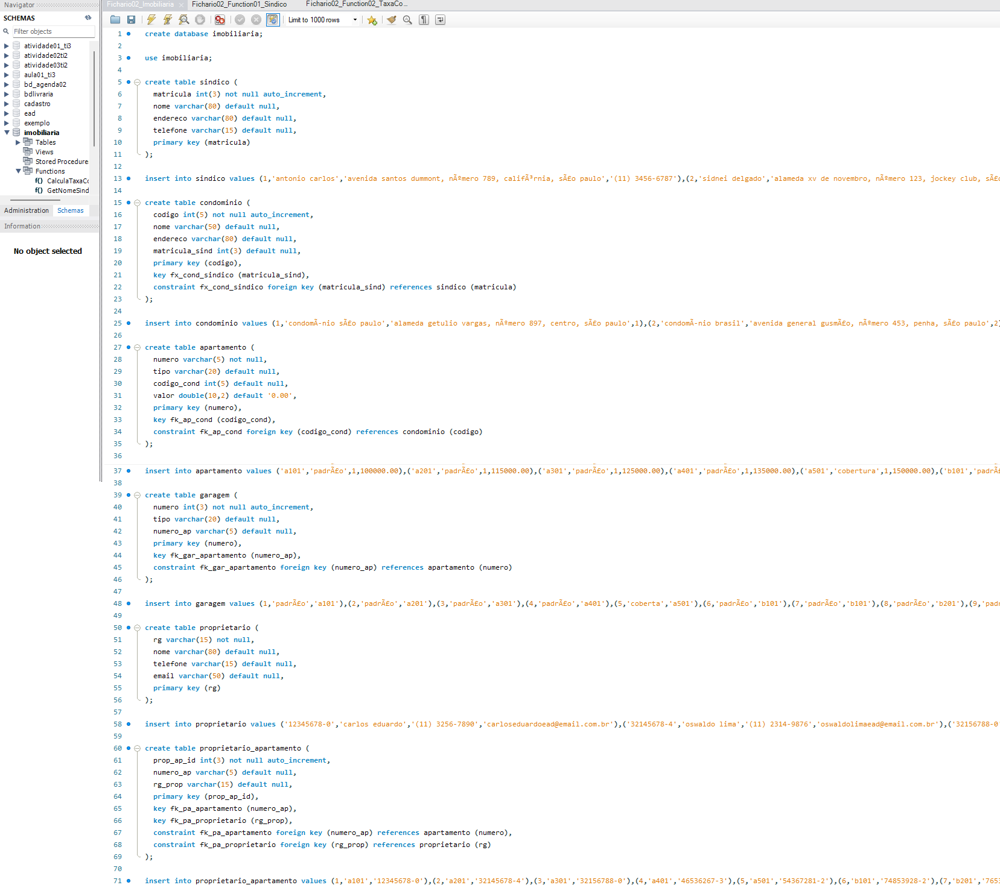 Navigator
SCHEMAS
Filter objects
atividade01_ti3
atividade02ti2
atividade03ti2
aula01_ti3
bd_agenda02
bdlivraria
cadastro
ead
exemplo
imobiliaria
Tables
Views
Stored Procedure
Functions
f() CalculaTaxaCo
f() GetNomeSind
Administration Schemas
Information
No object selected
Fichario02_Imobiliaria × Fichario02_Function01_Sindico Fichario02_Function02_TaxaCo...
Limit to 1000 rows
1 create database imobiliaria;
2
3 use imobiliaria;
4
5 create table sindico (
6 matricula int(3) not null auto_increment,
7 nome varchar(80) default null,
8 endereco varchar(80) default null,
9 telefone varchar(15) default null,
10 primary key (matricula)
11 );
12
13 insert into sindico values (1,'antonio carlos','avenida santos dummont, nÃºmero 789, califÃ³rnia, sÃ£o paulo','(11) 3456-6787'),(2,'sidnei delgado','alameda xv de novembro, nÃºmero 123, jockey club, sÃ£o
14
15 create table condominio (
16 codigo int(5) not null auto_increment,
17 nome varchar(50) default null,
18 endereco varchar(80) default null,
19 matricula_sind int(3) default null,
20 primary key (codigo),
21 key fx_cond_sindico (matricula_sind),
22 constraint fx_cond_sindico foreign key (matricula_sind) references sindico (matricula)
23 );
24
25 insert into condominio values (1,'condomÃ-nio sÃ£o paulo','alameda getulio vargas, nÃºmero 897, centro, sÃ£o paulo',1),(2,'condomÃ-nio brasil','avenida general gusmÃ£o, nÃºmero 453, penha, sÃ£o paulo',2)
26
27 create table apartamento (
28 numero varchar(5) not null,
29 tipo varchar(20) default null,
30 codigo_cond int(5) default null,
31 valor double(10,2) default '0.00',
32 primary key (numero),
33 key fk_ap_cond (codigo_cond),
34 constraint fk_ap_cond foreign key (codigo_cond) references condominio (codigo)
35 );
36
37 insert into apartamento values ('a101','padrÃ£o',1,100000.00),('a201','padrÃ£o',1,115000.00),('a301','padrÃ£o',1,125000.00),('a401','padrÃ£o',1,135000.00),('a501','cobertura',1,150000.00),('b101','padrÃ£
38
39 create table garagem (
40 numero int(3) not null auto_increment,
41 tipo varchar(20) default null,
42 numero_ap varchar(5) default null,
43 primary key (numero),
44 key fk_gar_apartamento (numero_ap),
45 constraint fk_gar_apartamento foreign key (numero_ap) references apartamento (numero)
46 );
47
48 insert into garagem values (1,'padrÃ£o','a101'),(2,'padrÃ£o','a201'),(3,'padrÃ£o','a301'),(4,'padrÃ£o','a401'),(5,'coberta','a501'),(6,'padrÃ£o','b101'),(7,'padrÃ£o','b101'),(8,'padrÃ£o','b201'),(9,'padr
49
50 create table proprietario (
51 rg varchar(15) not null,
52 nome varchar(80) default null,
53 telefone varchar(15) default null,
54 email varchar(50) default null,
55 primary key (rg)
56 );
57
58 insert into proprietario values ('12345678-0','carlos eduardo','(11) 3256-7890','carloseduardoead@email.com.br'),('32145678-4','oswaldo lima','(11) 2314-9876','oswaldolimaead@email.com.br'),('32156788-0'
59
60 create table proprietario_apartamento (
61 prop_ap_id int(3) not null auto_increment,
62 numero_ap varchar(5) default null,
63 rg_prop varchar(15) default null,
64 primary key (prop_ap_id),
65 key fk_pa_apartamento (numero_ap),
66 key fk_pa_proprietario (rg_prop),
67 constraint fk_pa_apartamento foreign key (numero_ap) references apartamento (numero),
68 constraint fk_pa_proprietario foreign key (rg_prop) references proprietario (rg)
69 );
70
71 insert into proprietario_apartamento values (1,'a101','12345678-0'),(2,'a201','32145678-4'),(3,'a301','32156788-0'),(4,'a401','46536267-3'),(5,'a501','54367281-2'),(6,'b101','74853928-2'),(7,'b201','7653